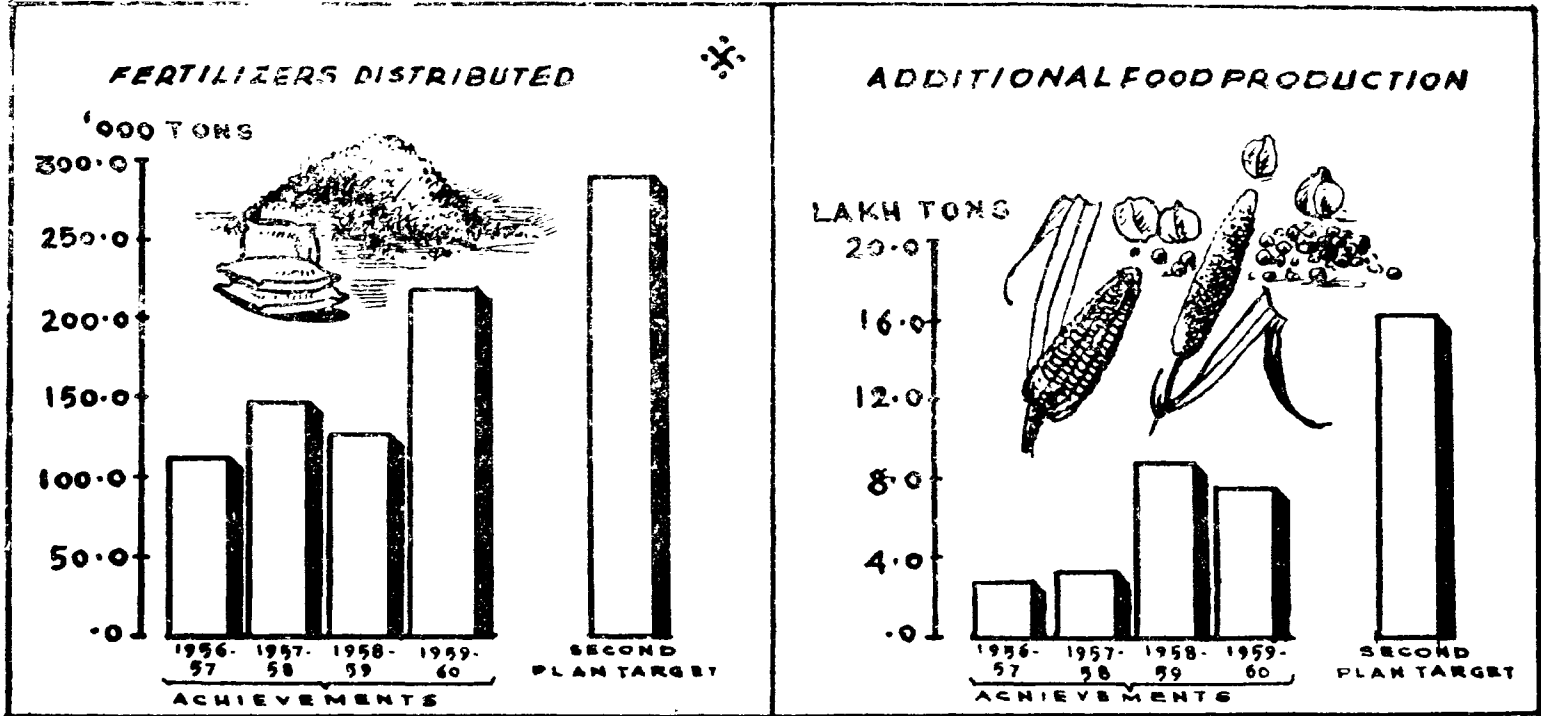 FERTILIZERS DISTRIBUTED
'000 TONS
300·0
250·0
200·0
150·0
100·0
50·0
·0
1956-
57
1957-
58
1958-
59
1959-
60
SECOND
PLAN TARGET
ACHIEVEMENTS
ADDITIONAL FOOD PRODUCTION
LAKH TONS
20·0
16·0
12·0
8·0
4·0
·0
1956-
57
1957-
58
1958-
59
1959-
60
SECOND
PLAN TARGET
ACHIEVEMENTS